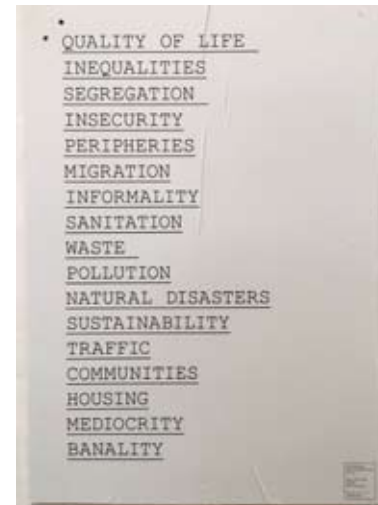 QUALITY OF LIFE
INEQUALITIES
SEGREGATION
INSECURITY
PERIPHERIES
MIGRATION
INFORMALITY
SANITATION
WASTE
POLLUTION
NATURAL DISASTERS
SUSTAINABILITY
TRAFFIC
COMMUNITIES
HOUSING
MEDIOCRITY
BANALITY